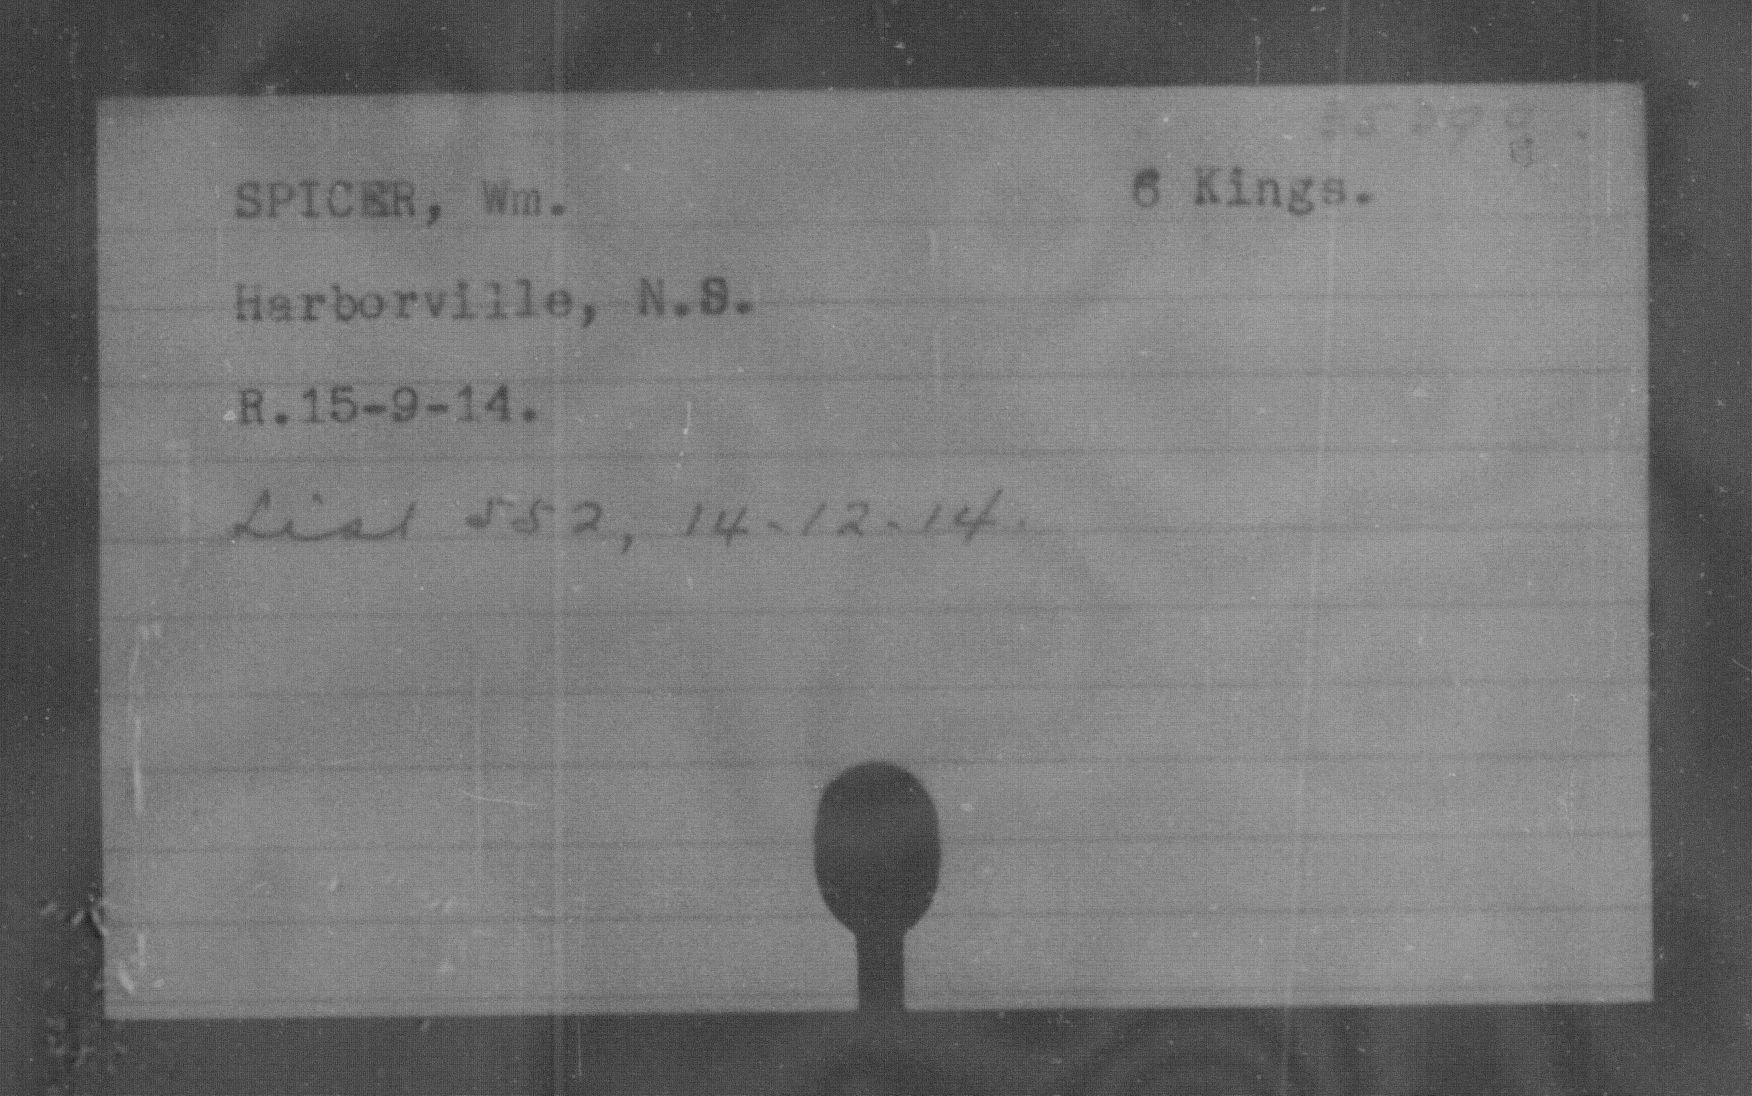 SPICER, Wm. 6 Kings.
Harborville, N.S.
R.15-9-14.
List 552, 14-12-14.